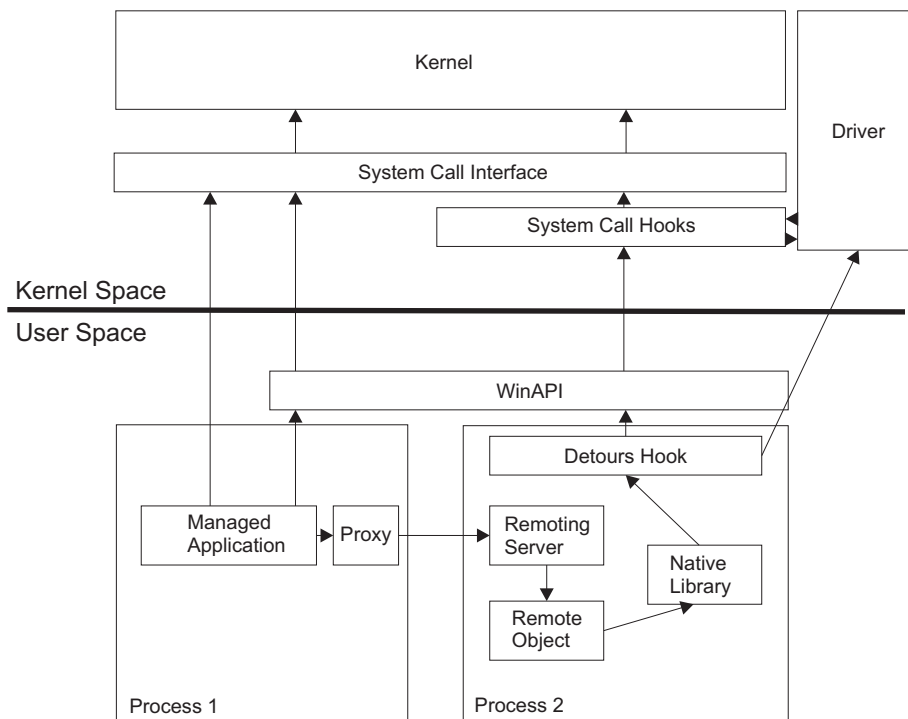 Kernel
Driver
System Call Interface
System Call Hooks
Kernel Space
User Space
WinAPI
Detours Hook
Managed
Application
Proxy
Remoting
Server
Native
Library
Remote
Object
Process 1
Process 2